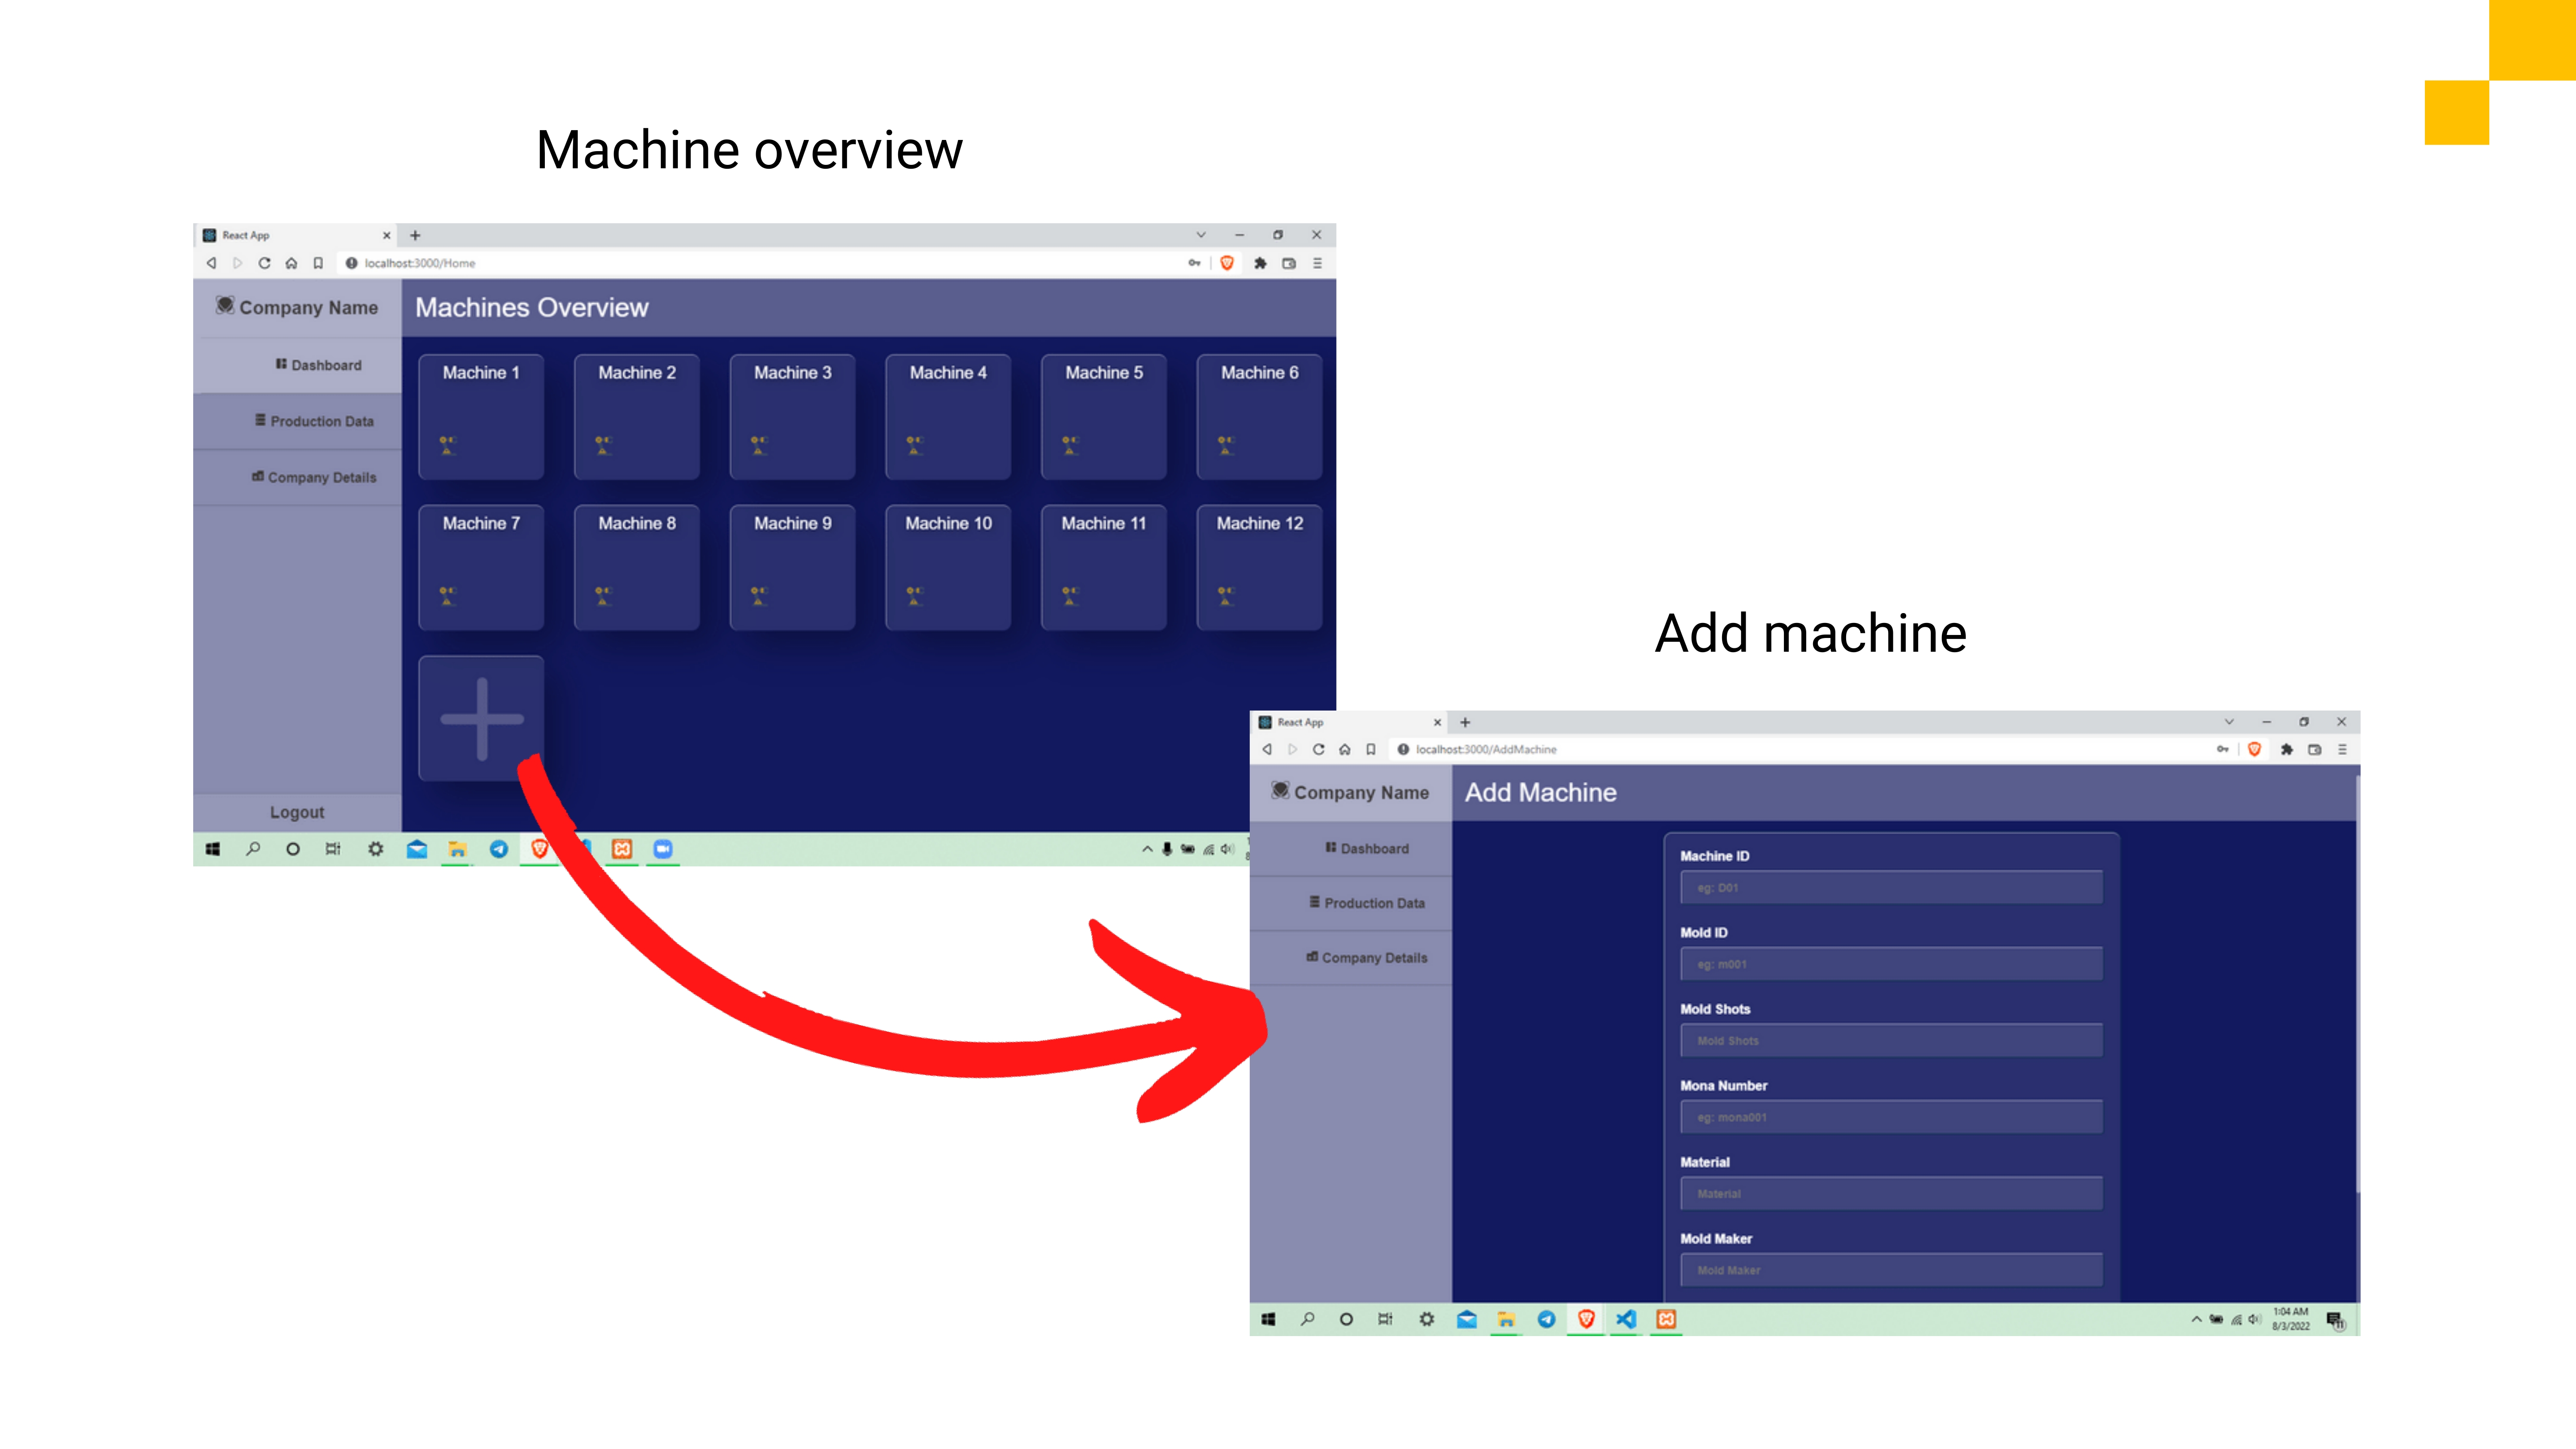 Machine overview
React App
localhost:3000/Home
Company Name
Machines Overview
Dashboard
Production Data
Company Details
Logout
Machine 1
Machine 2
Machine 3
Machine 4
Machine 5
Machine 6
Machine 7
Machine 8
Machine 9
Machine 10
Machine 11
Machine 12
Add machine
React App
localhost:3000/AddMachine
Company Name
Add Machine
Dashboard
Production Data
Company Details
Machine ID
eg: D01
Mold ID
eg: m001
Mold Shots
Mold Shots
Mona Number
eg: mona001
Material
Material
Mold Maker
Mold Maker
1:04 AM
8/3/2022